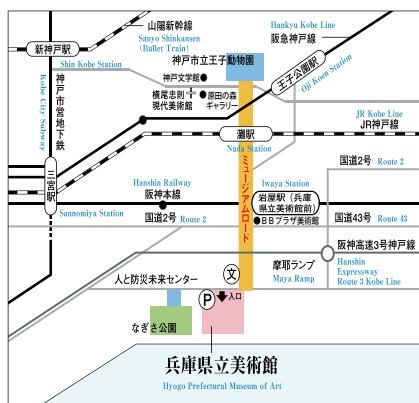 山陽新幹線
Sanyo Shinkansen
(Bullet Train)
Hankyu Kobe Line
阪急神戸線
新神戸駅
Shin Kobe Station
神戸市立王子動物園
王子公園駅
Oji Koen Station
神戸文学館
横尾忠則
現代美術館
原田の森
ギャラリー
神戸市営地下鉄
Kobe City Subway
JR Kobe Line
JR神戸線
灘駅
Nada Station
ミュージアムロード
国道2号 Route 2
三宮駅
Sannomiya Station
Hanshin Railway
阪神本線
Iwaya Station
岩屋駅（兵庫
県立美術館前）
BBプラザ美術館
国道2号 Route 2
国道43号 Route 43
阪神高速3号神戸線
Hanshin
Expressway
Route 3 Kobe Line
摩耶ランプ
Maya Ramp
人と防災未来センター
文
P
入口
なぎさ公園
兵庫県立美術館
Hyogo Prefectural Museum of Art